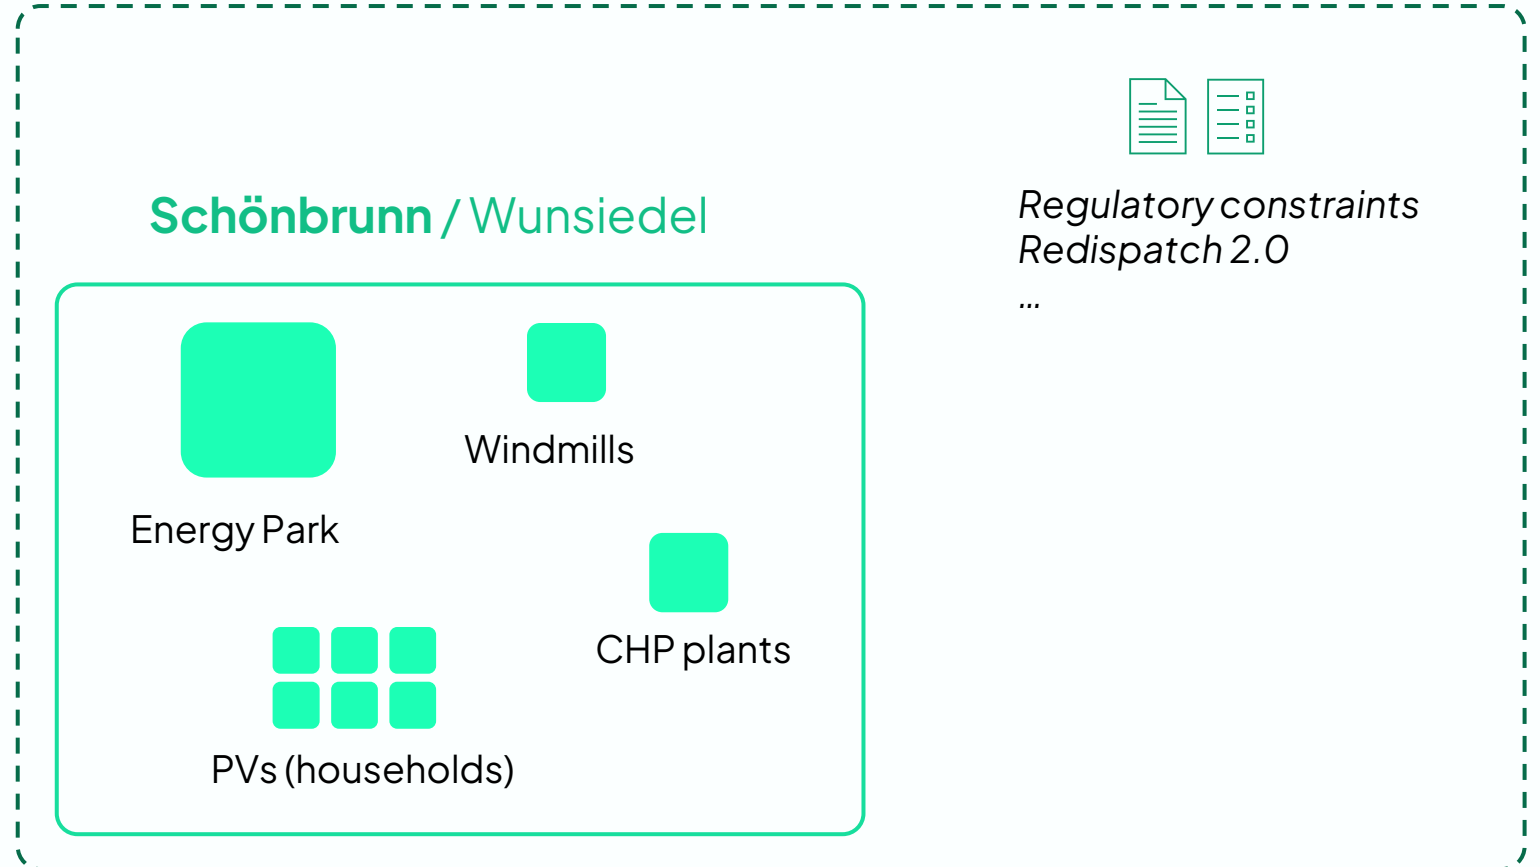 Regulatory constraints
Redispatch 2.0
...
Schönbrunn / Wunsiedel
Windmills
Energy Park
CHP plants
PVs (households)